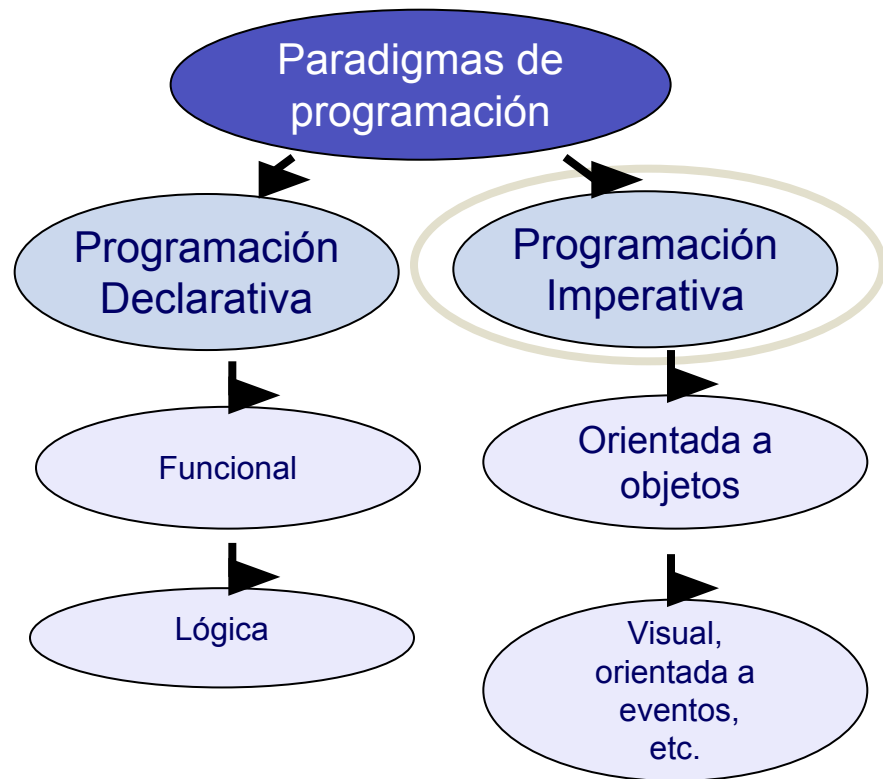 Paradigmas de
programación
Programación
Declarativa
Programación
Imperativa
Funcional
Orientada a
objetos
Lógica
Visual,
orientada a
eventos,
etc.